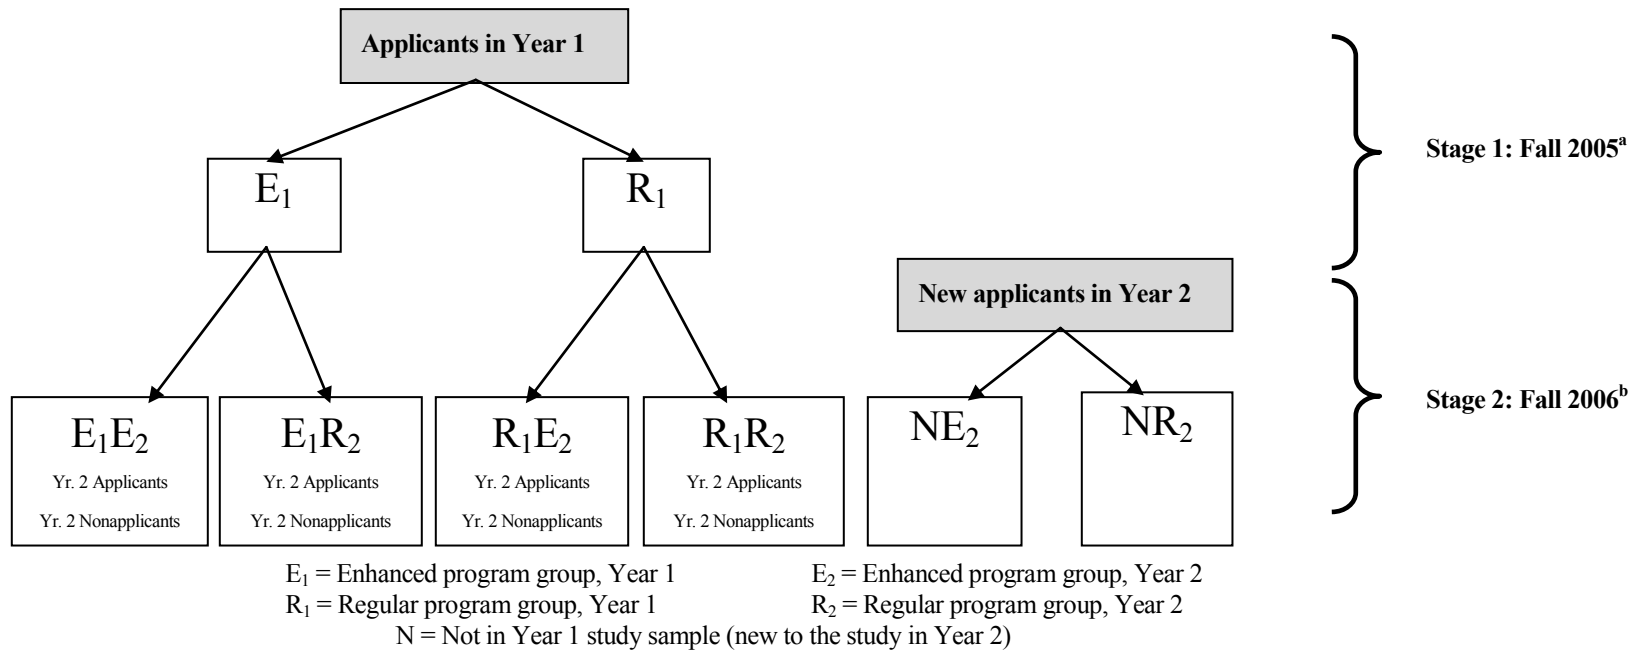 Applicants in Year 1
Stage 1: Fall 2005ᵃ
E₁
R₁
New applicants in Year 2
Stage 2: Fall 2006ᵇ
E₁E₂
Yr. 2 Applicants
Yr. 2 Nonapplicants
E₁R₂
Yr. 2 Applicants
Yr. 2 Nonapplicants
R₁E₂
Yr. 2 Applicants
Yr. 2 Nonapplicants
R₁R₂
Yr. 2 Applicants
Yr. 2 Nonapplicants
NE₂
NR₂
E₁ = Enhanced program group, Year 1
E₂ = Enhanced program group, Year 2
R₁ = Regular program group, Year 1
R₂ = Regular program group, Year 2
N = Not in Year 1 study sample (new to the study in Year 2)